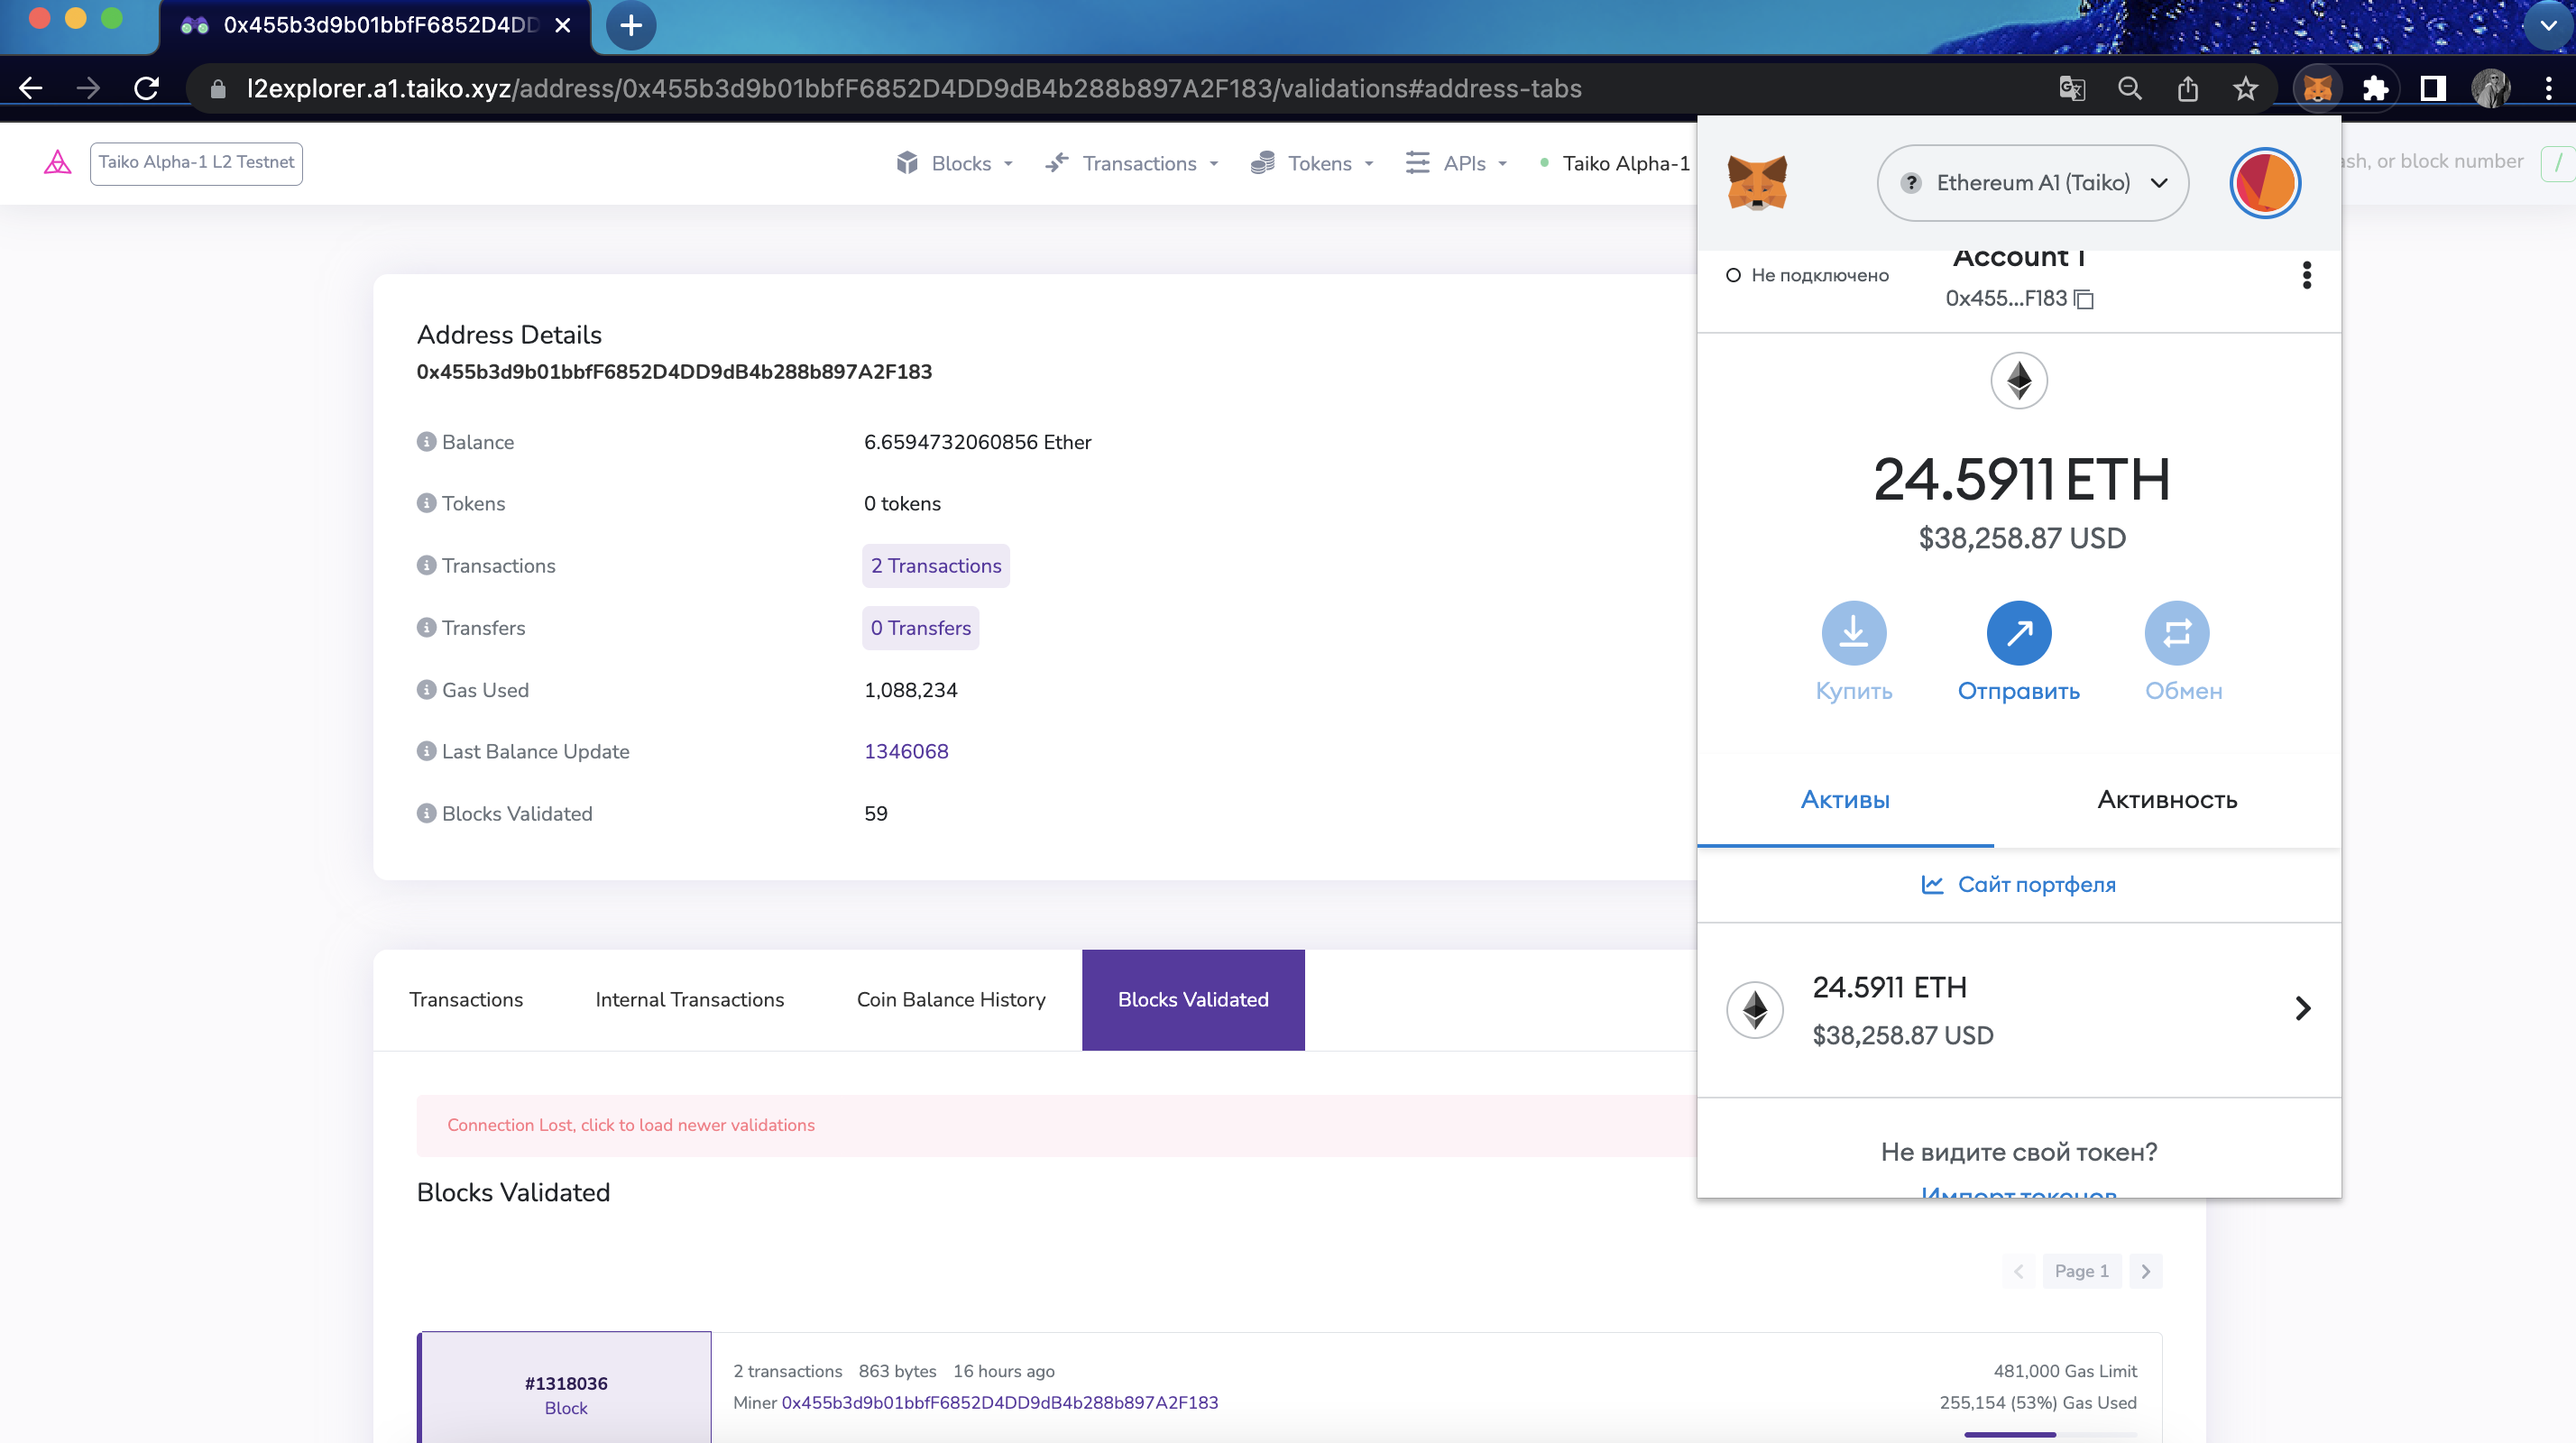 0x455b3d9b01bbfF6852D4DD
l2explorer.a1.taiko.xyz/address/0x455b3d9b01bbfF6852D4DD9dB4b288b897A2F183/validations#address-tabs
Taiko Alpha-1 L2 Testnet
Blocks
Transactions
Tokens
APIs
Taiko Alpha-1
or block number
/
Address Details
0x455b3d9b01bbfF6852D4DD9dB4b288b897A2F183
Balance
6.6594732060856 Ether
Tokens
0 tokens
Transactions
2 Transactions
Transfers
0 Transfers
Gas Used
1,088,234
Last Balance Update
1346068
Blocks Validated
59
Transactions
Internal Transactions
Coin Balance History
Blocks Validated
Connection Lost, click to load newer validations
Blocks Validated
Page 1
#1318036
Block
2 transactions 863 bytes 16 hours ago
Miner 0x455b3d9b01bbfF6852D4DD9dB4b288b897A2F183
481,000 Gas Limit
255,154 (53%) Gas Used
Ethereum A1 (Taiko)
Не подключено
Account 1
0x455...F183
24.5911 ETH
$38,258.87 USD
Купить
Отправить
Обмен
Активы
Активность
Сайт портфеля
24.5911 ETH
$38,258.87 USD
Не видите свой токен?
Импорт токенов